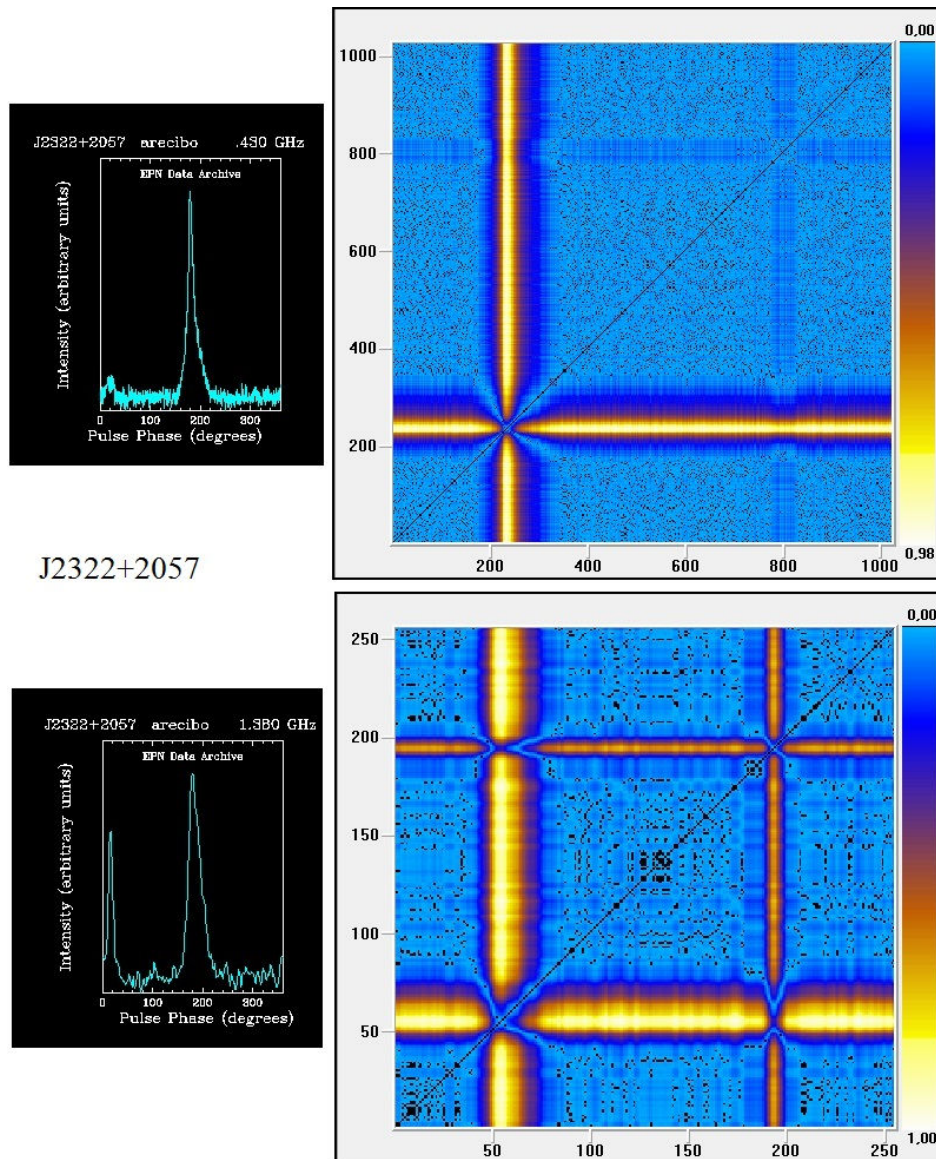 J2322+2057 arecibo .430 GHz
EPN Data Archive
Intensity (arbitrary units)
0 100 200 300
Pulse Phase (degrees)
0,00
1000
800
600
400
200
200 400 600 800 1000
0,98
J2322+2057
J2322+2057 arecibo 1.380 GHz
EPN Data Archive
Intensity (arbitrary units)
0 100 200 300
Pulse Phase (degrees)
0,00
250
200
150
100
50
50 100 150 200 250
1,00